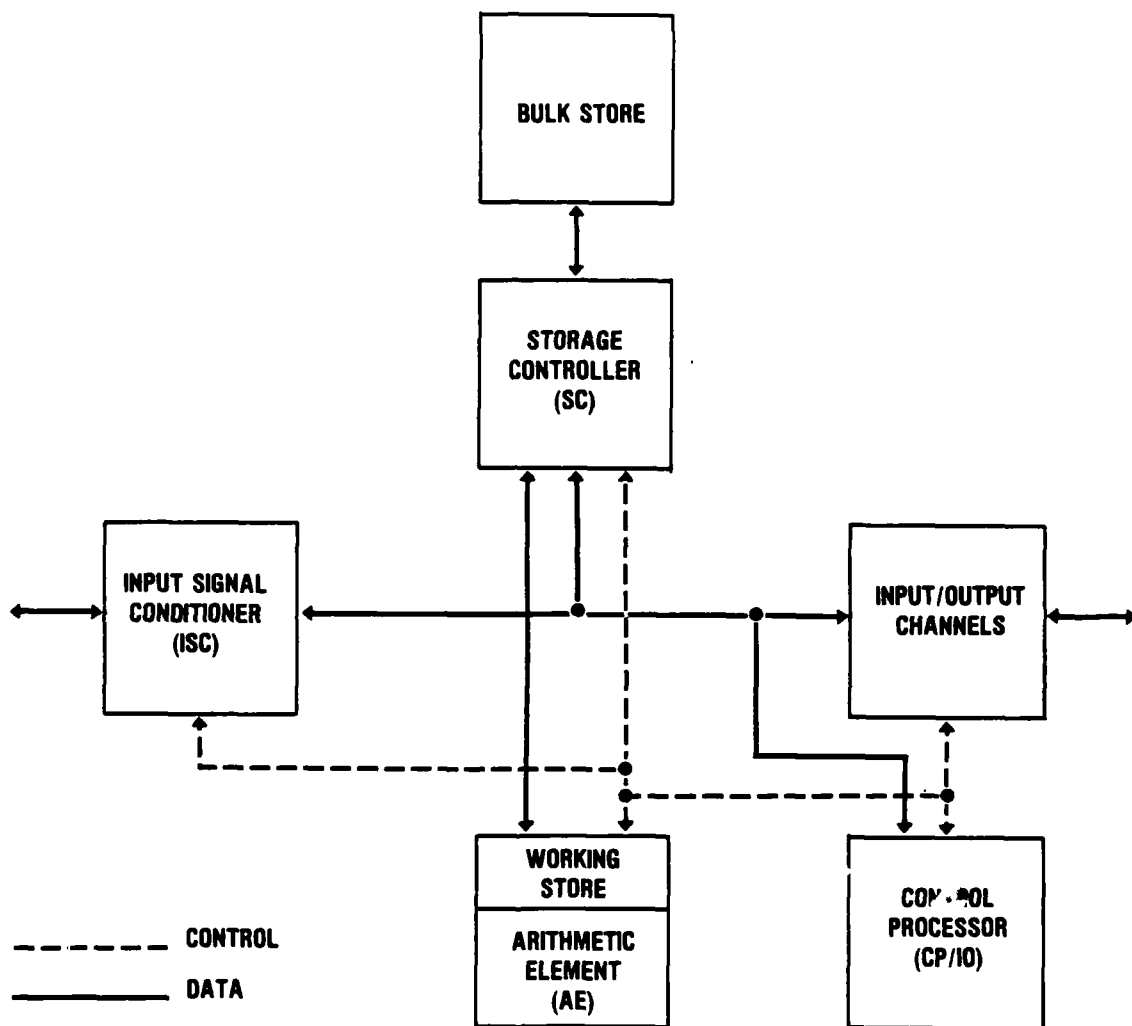 BULK STORE
STORAGE
CONTROLLER
(SC)
INPUT SIGNAL
CONDITIONER
(ISC)
INPUT/OUTPUT
CHANNELS
WORKING
STORE
ARITHMETIC
ELEMENT
(AE)
PROCESSOR
(CP/IO)
CONTROL
DATA